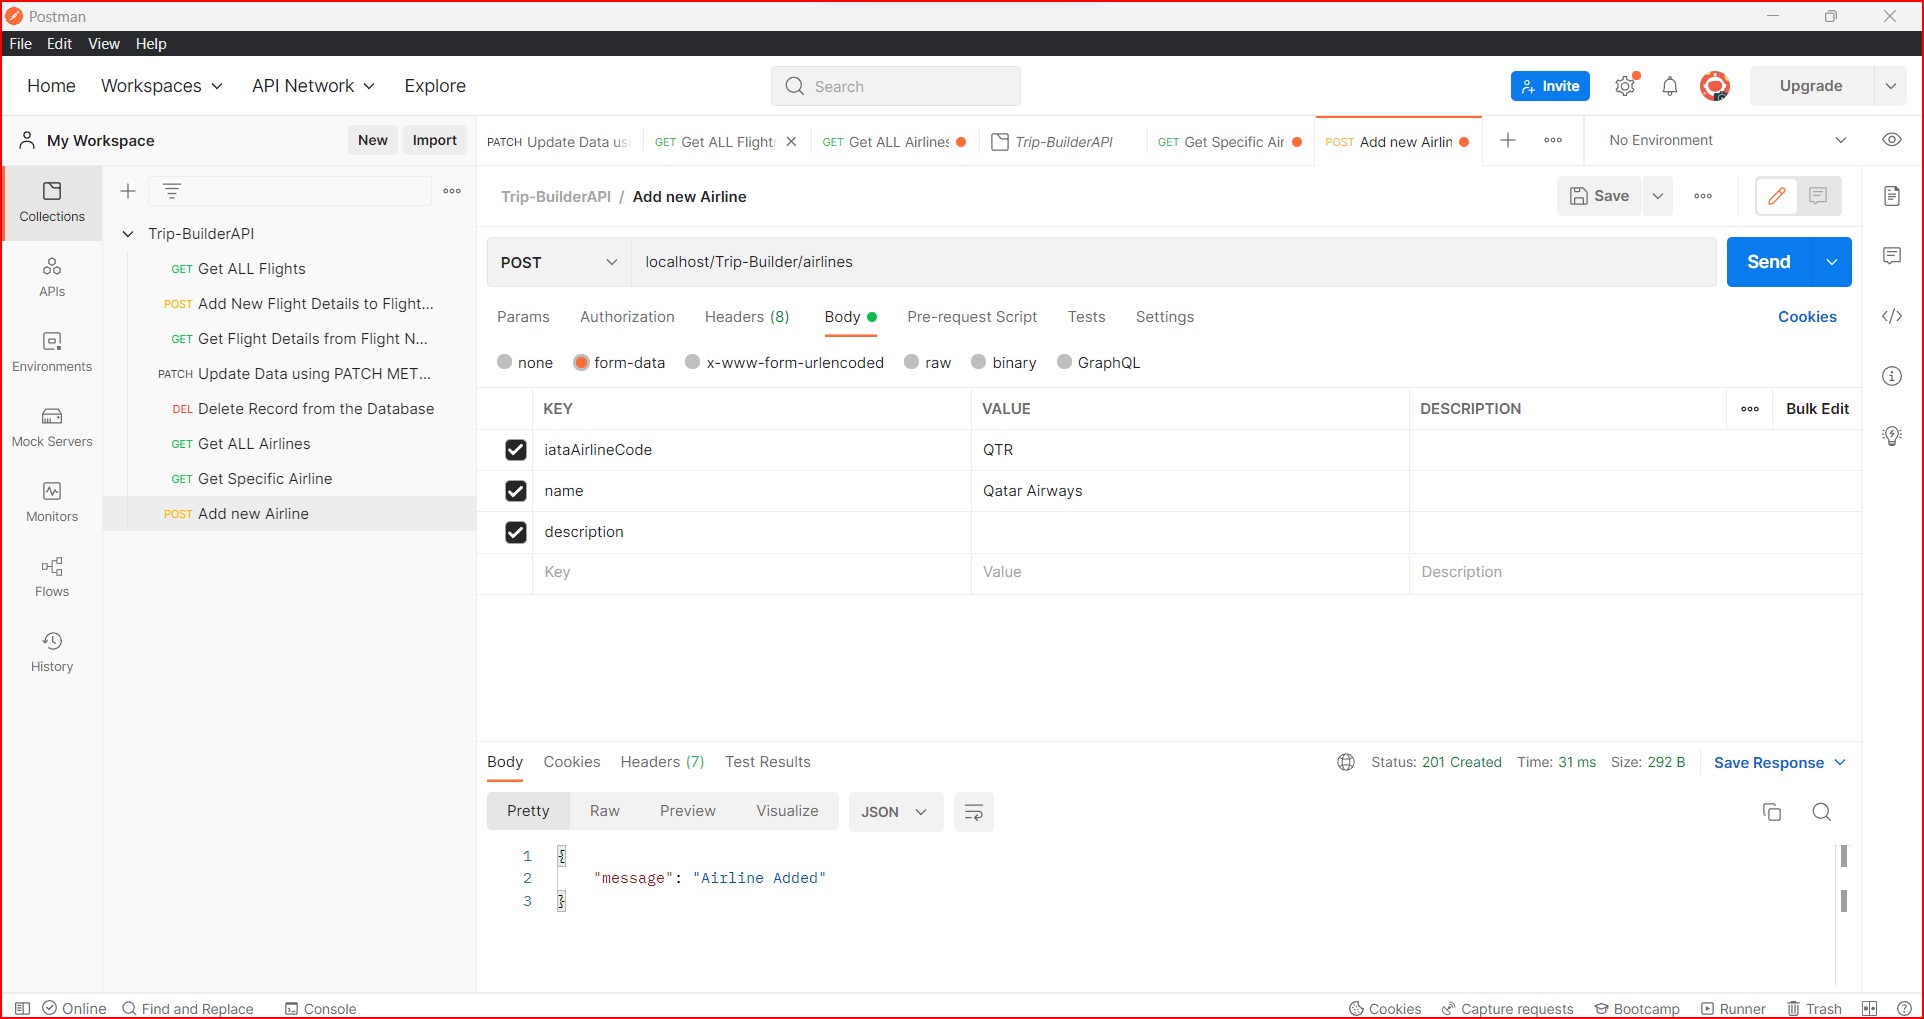 Postman
File Edit View Help
Home Workspaces API Network Explore Search Invite Upgrade
My Workspace New Import
PATCH Update Data us GET Get ALL Flight GET Get ALL Airlines Trip-BuilderAPI GET Get Specific Air POST Add new Airlin No Environment
Trip-BuilderAPI / Add new Airline Save
Collections
APIs
Environments
Mock Servers
Monitors
Flows
History
Trip-BuilderAPI
GET Get ALL Flights
POST Add New Flight Details to Flight...
GET Get Flight Details from Flight N...
PATCH Update Data using PATCH MET...
DEL Delete Record from the Database
GET Get ALL Airlines
GET Get Specific Airline
POST Add new Airline
POST localhost/Trip-Builder/airlines Send
Params Authorization Headers (8) Body Pre-request Script Tests Settings Cookies
none form-data x-www-form-urlencoded raw binary GraphQL
KEY VALUE DESCRIPTION Bulk Edit
iataAirlineCode QTR
name Qatar Airways
description
Key Value Description
Body Cookies Headers (7) Test Results Status: 201 Created Time: 31 ms Size: 292 B Save Response
Pretty Raw Preview Visualize JSON
1 {
2 "message": "Airline Added"
3 }
Online Find and Replace Console Cookies Capture requests Bootcamp Runner Trash